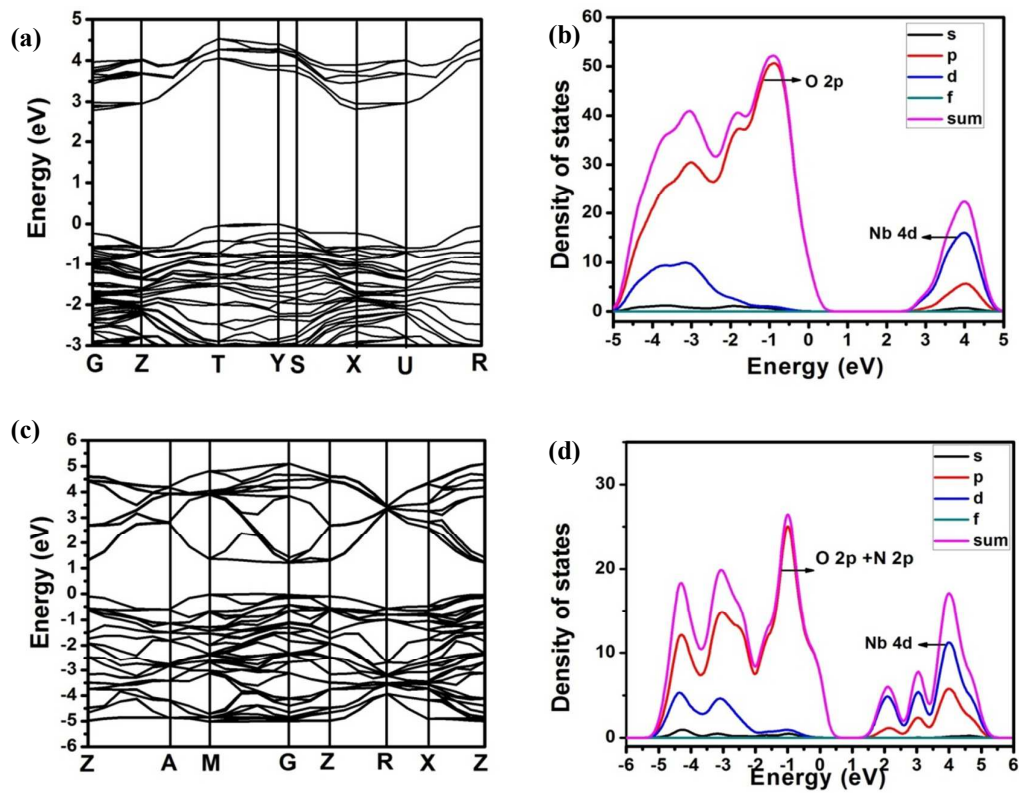 (a)
5
4
3
2
1
0
-1
-2
-3
Energy (eV)
G Z T Y S X U R
(b)
60
50
40
30
20
10
0
Density of states
s
p
d
f
sum
O 2p
Nb 4d
-5 -4 -3 -2 -1 0 1 2 3 4 5
Energy (eV)
(c)
6
5
4
3
2
1
0
-1
-2
-3
-4
-5
-6
Energy (eV)
Z A M G Z R X Z
(d)
30
20
10
0
Density of states
s
p
d
f
sum
O 2p +N 2p
Nb 4d
-6 -5 -4 -3 -2 -1 0 1 2 3 4 5 6
Energy (eV)